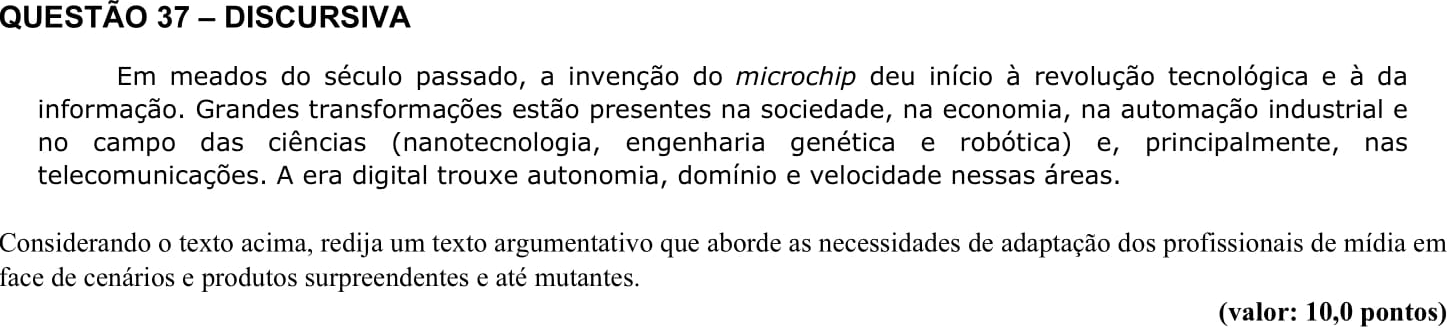 QUESTÃO 37 – DISCURSIVA
Em meados do século passado, a invenção do microchip deu início à revolução tecnológica e à da
informação. Grandes transformações estão presentes na sociedade, na economia, na automação industrial e
no campo das ciências (nanotecnologia, engenharia genética e robótica) e, principalmente, nas
telecomunicações. A era digital trouxe autonomia, domínio e velocidade nessas áreas.
Considerando o texto acima, redija um texto argumentativo que aborde as necessidades de adaptação dos profissionais de mídia em
face de cenários e produtos surpreendentes e até mutantes.
(valor: 10,0 pontos)